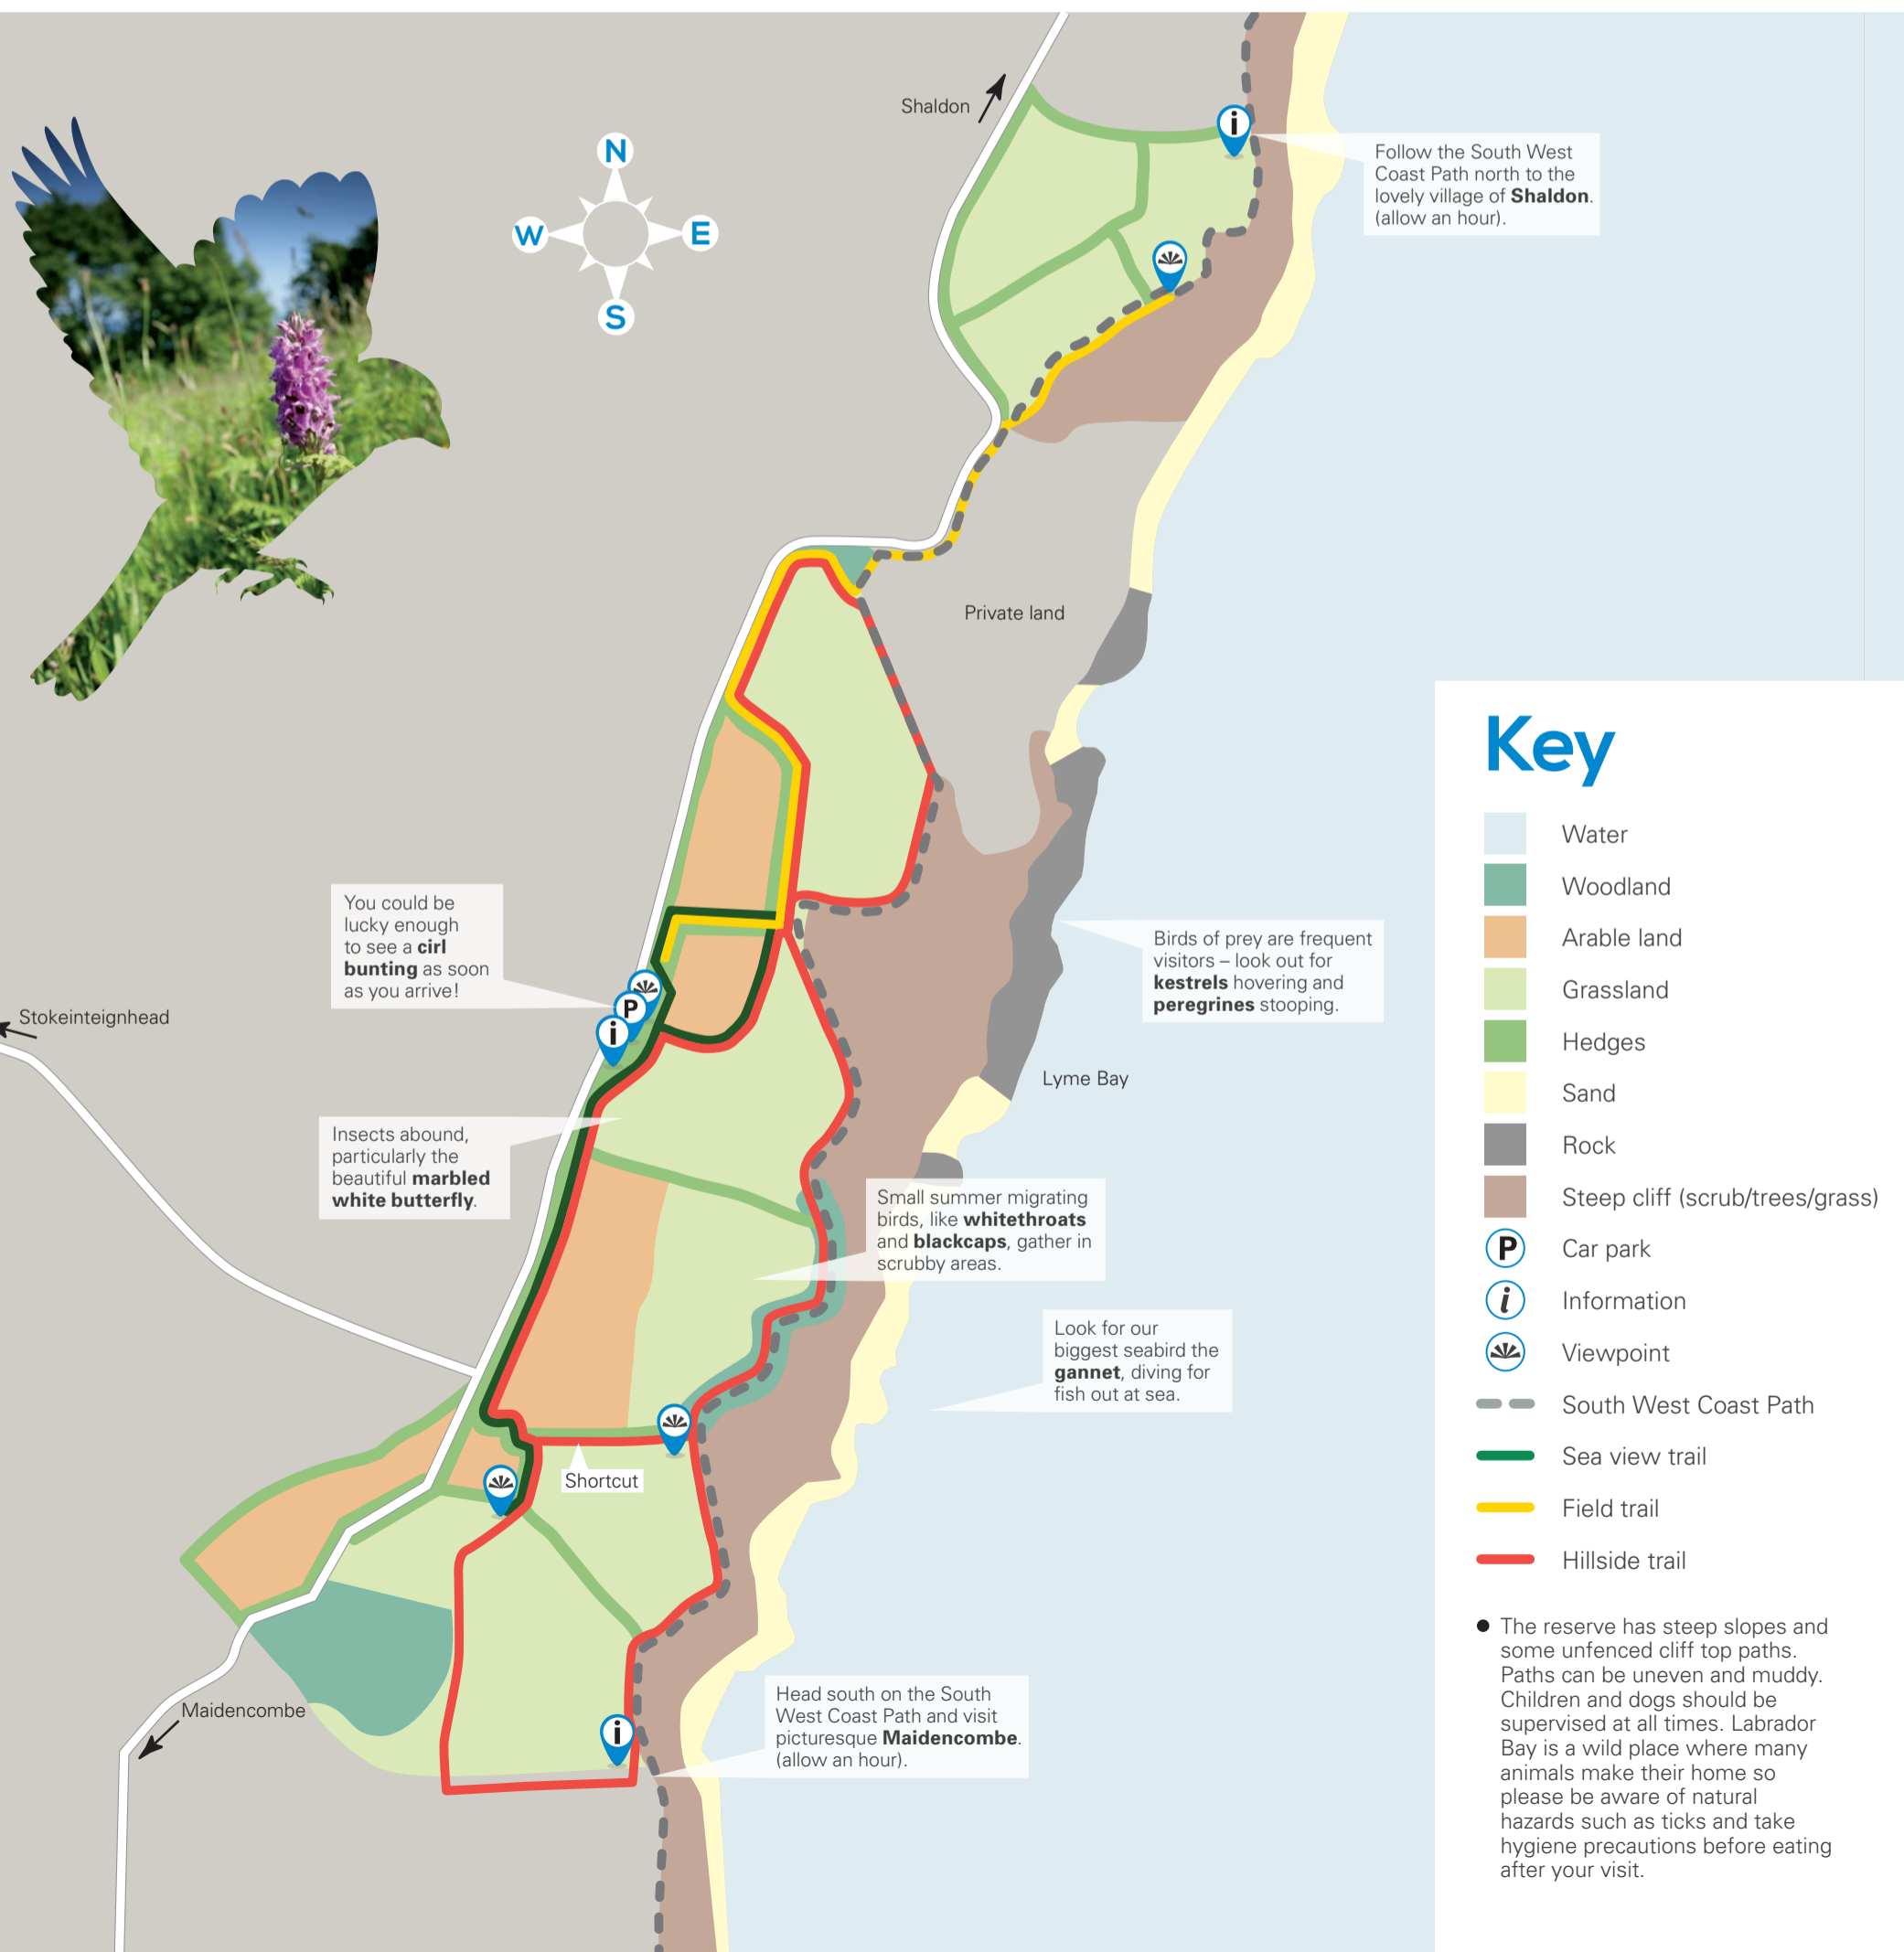 Shaldon
N
W
E
S
Follow the South West
Coast Path north to the
lovely village of Shaldon.
(allow an hour).
Private land
You could be
lucky enough
to see a cirl
bunting as soon
as you arrive!
Birds of prey are frequent
visitors – look out for
kestrels hovering and
peregrines stooping.
P
i
i
Stokeinteignhead
Lyme Bay
Insects abound,
particularly the
beautiful marbled
white butterfly.
Small summer migrating
birds, like whitethroats
and blackcaps, gather in
scrubby areas.
Look for our
biggest seabird the
gannet, diving for
fish out at sea.
Shortcut
Maidencombe
Head south on the South
West Coast Path and visit
picturesque Maidencombe.
(allow an hour).
i
Key
Water
Woodland
Arable land
Grassland
Hedges
Sand
Rock
Steep cliff (scrub/trees/grass)
P Car park
i Information
Viewpoint
South West Coast Path
Sea view trail
Field trail
Hillside trail
● The reserve has steep slopes and
some unfenced cliff top paths.
Paths can be uneven and muddy.
Children and dogs should be
supervised at all times. Labrador
Bay is a wild place where many
animals make their home so
please be aware of natural
hazards such as ticks and take
hygiene precautions before eating
after your visit.